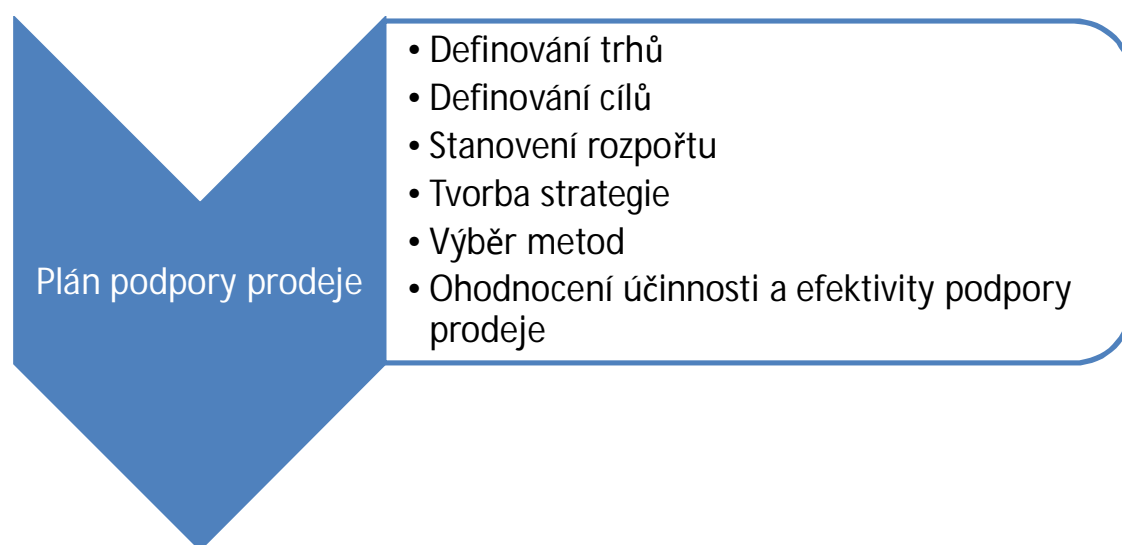 Plán podpory prodeje
• Definování trhů
• Definování cílů
• Stanovení rozpořtu
• Tvorba strategie
• Výběr metod
• Ohodnocení účinnosti a efektivity podpory
prodeje